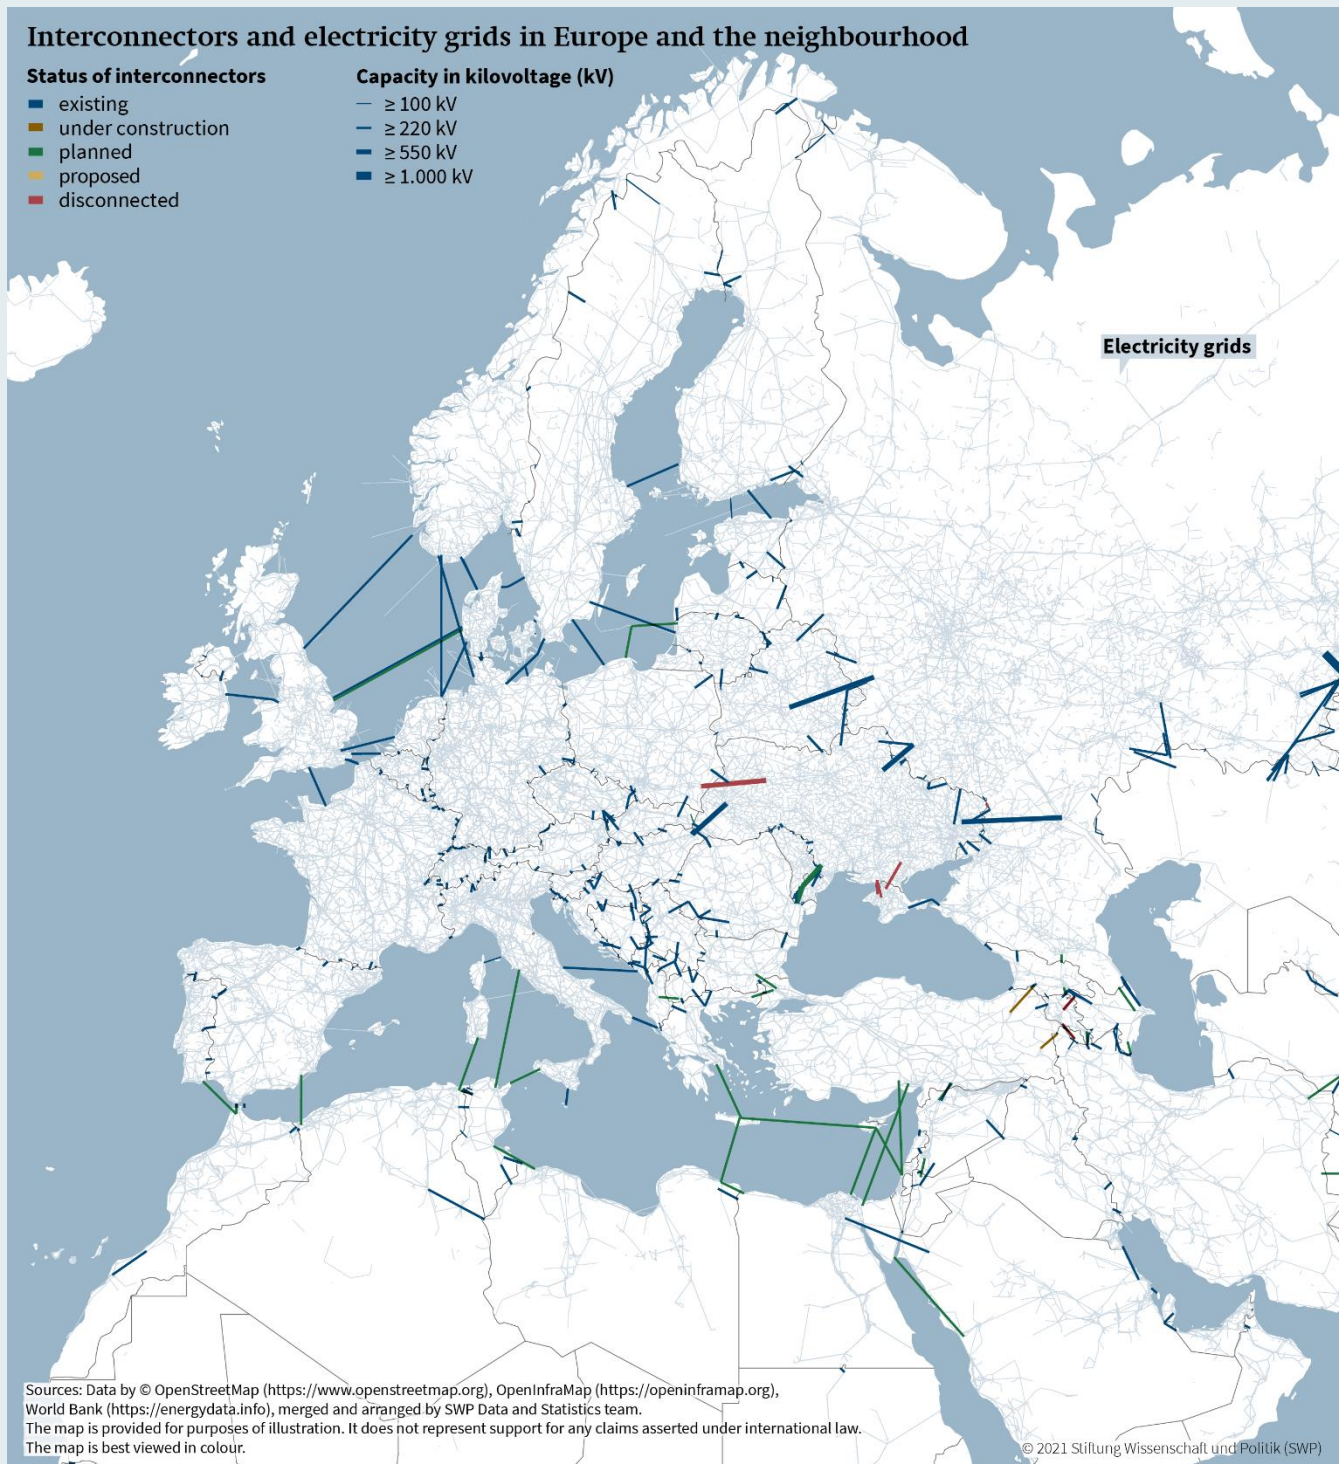 Interconnectors and electricity grids in Europe and the neighbourhood
Status of interconnectors
existing
under construction
planned
proposed
disconnected
Capacity in kilovoltage (kV)
≥ 100 kV
≥ 220 kV
≥ 550 kV
≥ 1.000 kV
Electricity grids
Sources: Data by © OpenStreetMap (https://www.openstreetmap.org), OpenInfraMap (https://openinframap.org),
World Bank (https://energydata.info), merged and arranged by SWP Data and Statistics team.
The map is provided for purposes of illustration. It does not represent support for any claims asserted under international law.
The map is best viewed in colour.
© 2021 Stiftung Wissenschaft und Politik (SWP)